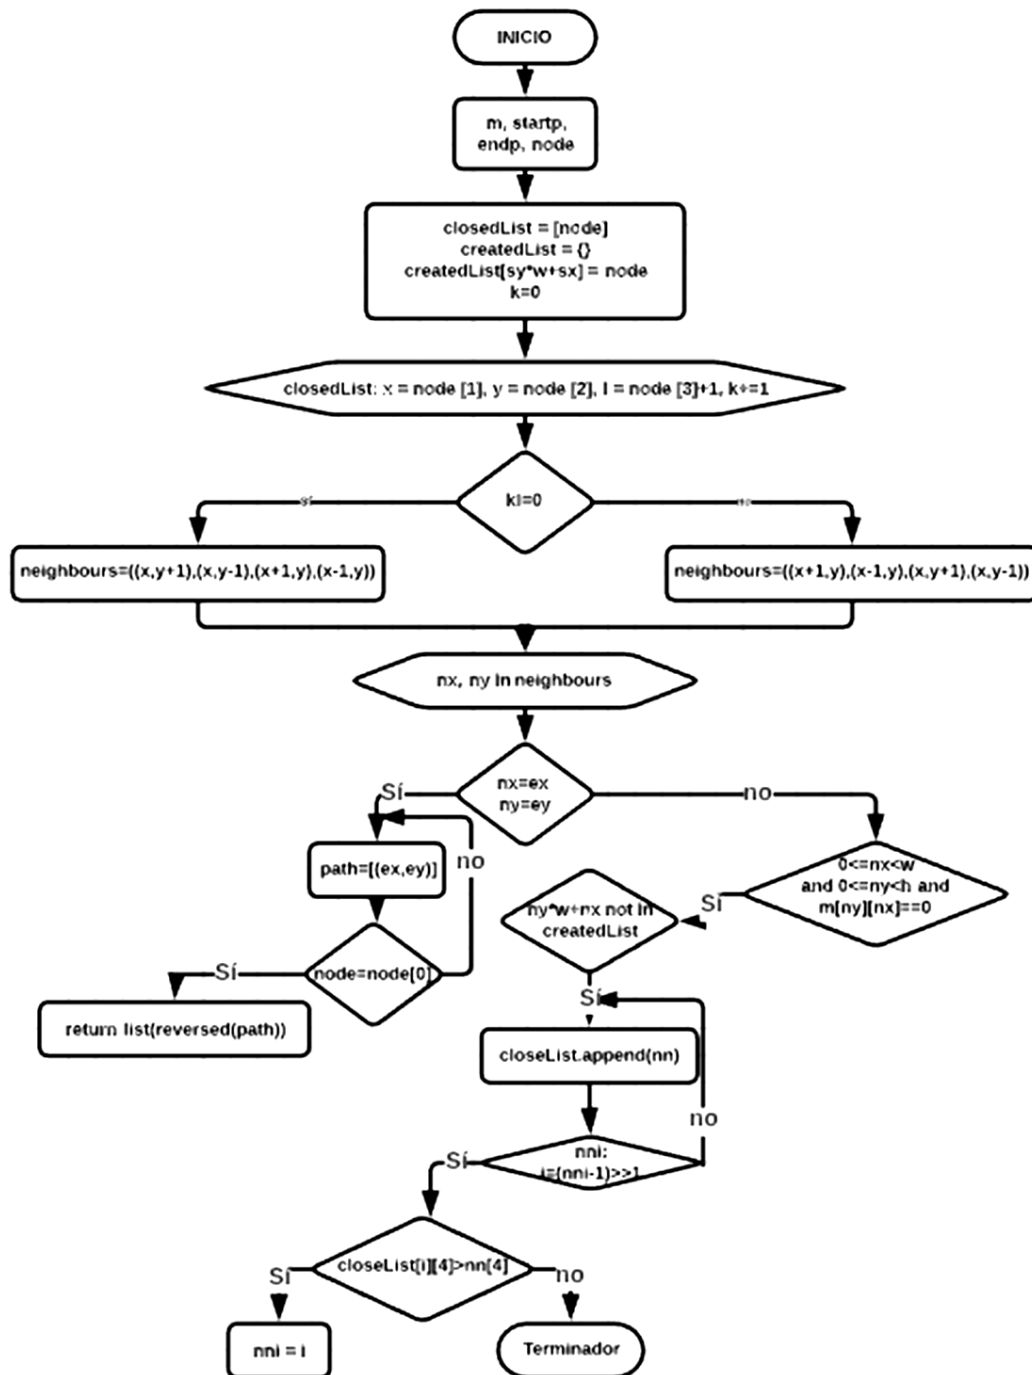 INICIO
m, startp,
endp, node
closedList = [node]
createdList = {}
createdList[sy*w+sx] = node
k=0
closedList: x = node [1], y = node [2], l = node [3]+1, k+=1
sí
no
neighbours=((x,y+1),(x,y-1),(x+1,y),(x-1,y))
neighbours=((x+1,y),(x-1,y),(x,y+1),(x,y-1))
nx, ny in neighbours
nx=ex
ny=ey
Sí
no
path=[(ex,ey)]
no
0<=nx<w
and 0<=ny<h and
m[ny][nx]==0
Sí
ny*w+nx not in
createdList
node=node[0]
Sí
return list(reversed(path))
Sí
closeList.append(nn)
no
nni:
i=(nni-1)>>1
Sí
closeList[i][4]>nn[4]
Sí
no
nni = i
Terminador